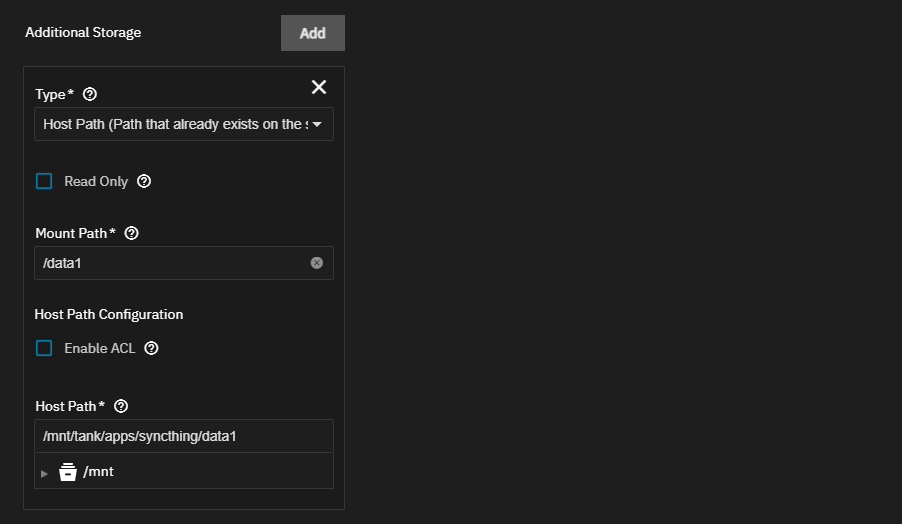 Additional Storage
Add
Type*
Host Path (Path that already exists on the
Read Only
Mount Path*
/data1
Host Path Configuration
Enable ACL
Host Path*
/mnt/tank/apps/syncthing/data1
/mnt